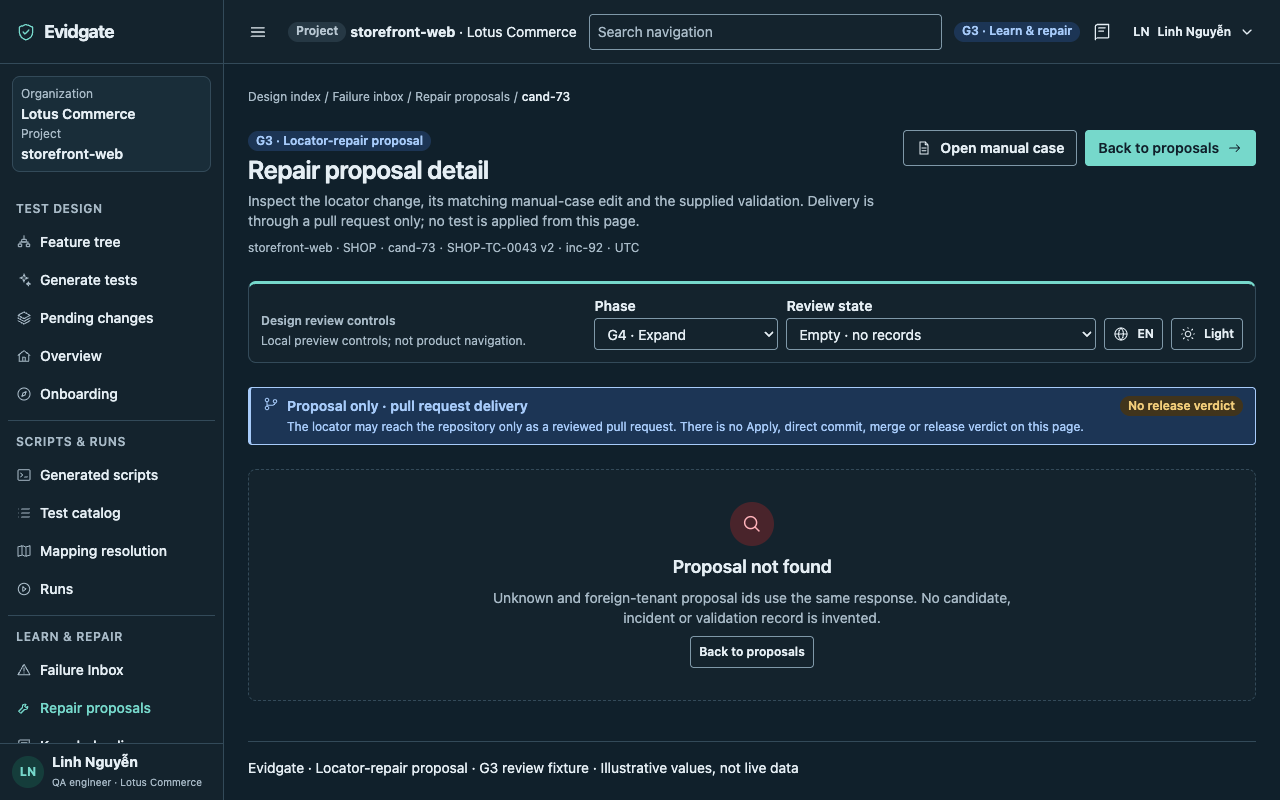 Evidgate
Project storefront-web · Lotus Commerce
Search navigation
G3 · Learn & repair
LN Linh Nguyễn
Organization
Lotus Commerce
Project
storefront-web
TEST DESIGN
Feature tree
Generate tests
Pending changes
Overview
Onboarding
SCRIPTS & RUNS
Generated scripts
Test catalog
Mapping resolution
Runs
LEARN & REPAIR
Failure Inbox
Repair proposals
LN
Linh Nguyễn
QA engineer · Lotus Commerce
Design index / Failure inbox / Repair proposals / cand-73
G3 · Locator-repair proposal
Repair proposal detail
Inspect the locator change, its matching manual-case edit and the supplied validation. Delivery is
through a pull request only; no test is applied from this page.
storefront-web · SHOP · cand-73 · SHOP-TC-0043 v2 · inc-92 · UTC
Open manual case
Back to proposals
Design review controls
Local preview controls; not product navigation.
Phase
G4 · Expand
Review state
Empty · no records
EN
Light
Proposal only · pull request delivery
No release verdict
The locator may reach the repository only as a reviewed pull request. There is no Apply, direct commit, merge or release verdict on this page.
Proposal not found
Unknown and foreign-tenant proposal ids use the same response. No candidate,
incident or validation record is invented.
Back to proposals
Evidgate · Locator-repair proposal · G3 review fixture · Illustrative values, not live data